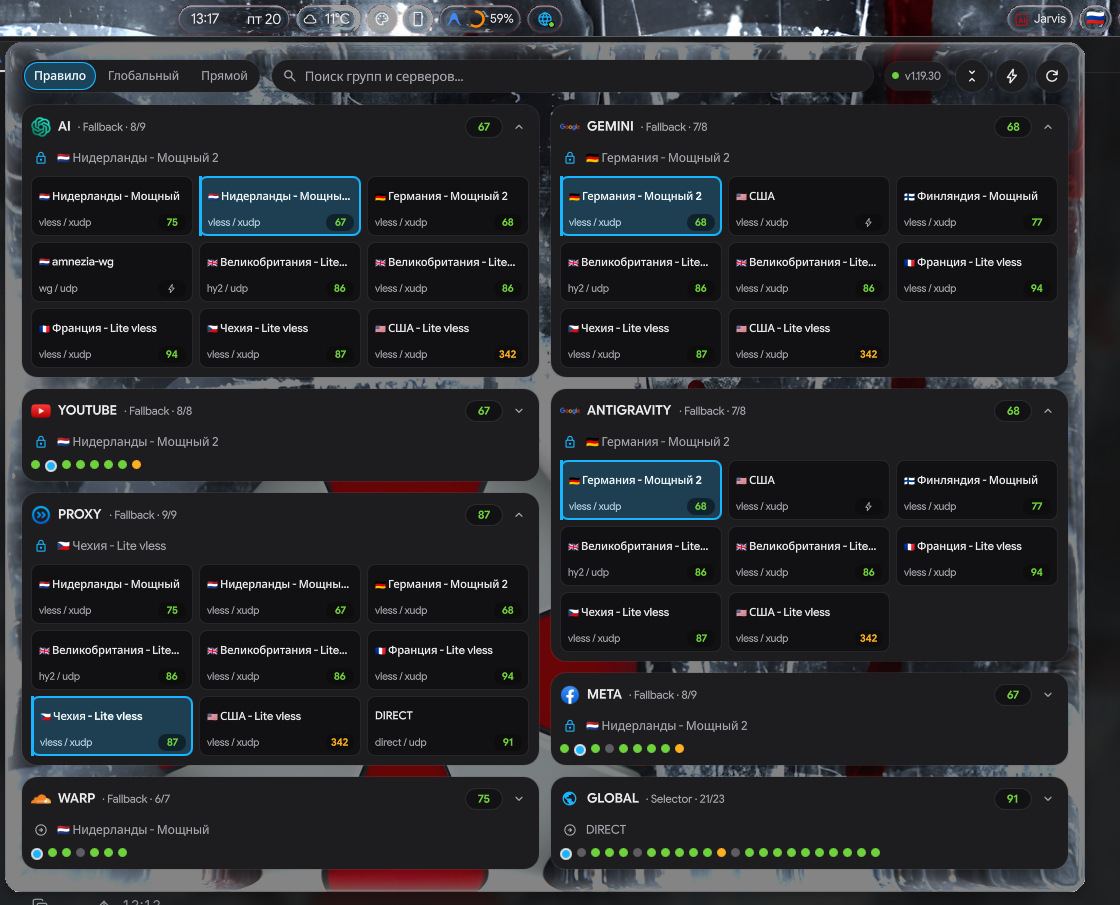 13:17 пт 20 11°C 59% Jarvis
Правило Глобальный Прямой Поиск групп и серверов... v1.19.30
AI · Fallback · 8/9 67
Нидерланды - Мощный 2
Нидерланды - Мощный Нидерланды - Мощны... Германия - Мощный 2
vless / xudp 75 vless / xudp 67 vless / xudp 68
amnezia-wg Великобритания - Lite... Великобритания - Lite...
wg / udp hy2 / udp 86 vless / xudp 86
Франция - Lite vless Чехия - Lite vless США - Lite vless
vless / xudp 94 vless / xudp 87 vless / xudp 342
YOUTUBE · Fallback · 8/8 67
Нидерланды - Мощный 2
PROXY · Fallback · 9/9 87
Чехия - Lite vless
Нидерланды - Мощный Нидерланды - Мощны... Германия - Мощный 2
vless / xudp 75 vless / xudp 67 vless / xudp 68
Великобритания - Lite... Великобритания - Lite... Франция - Lite vless
hy2 / udp 86 vless / xudp 86 vless / xudp 94
Чехия - Lite vless США - Lite vless DIRECT
vless / xudp 87 vless / xudp 342 direct / udp 91
WARP · Fallback · 6/7 75
Нидерланды - Мощный
Google GEMINI · Fallback · 7/8 68
Германия - Мощный 2
Германия - Мощный 2 США Финляндия - Мощный
vless / xudp 68 vless / xudp vless / xudp 77
Великобритания - Lite... Великобритания - Lite... Франция - Lite vless
hy2 / udp 86 vless / xudp 86 vless / xudp 94
Чехия - Lite vless США - Lite vless
vless / xudp 87 vless / xudp 342
Google ANTIGRAVITY · Fallback · 7/8 68
Германия - Мощный 2
Германия - Мощный 2 США Финляндия - Мощный
vless / xudp 68 vless / xudp vless / xudp 77
Великобритания - Lite... Великобритания - Lite... Франция - Lite vless
hy2 / udp 86 vless / xudp 86 vless / xudp 94
Чехия - Lite vless США - Lite vless
vless / xudp 87 vless / xudp 342
META · Fallback · 8/9 67
Нидерланды - Мощный 2
GLOBAL · Selector · 21/23 91
DIRECT